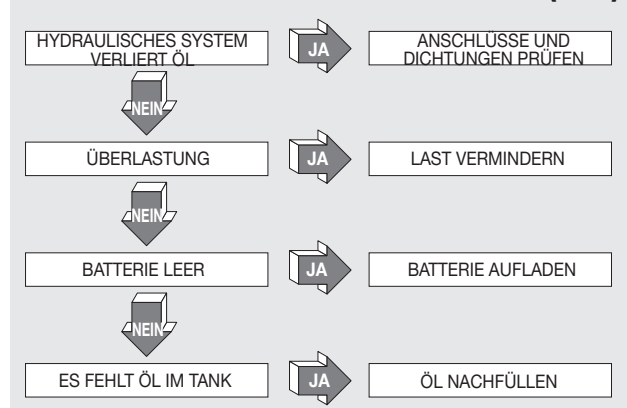 HYDRAULISCHES SYSTEM
VERLIERT ÖL
JA
ANSCHLÜSSE UND
DICHTUNGEN PRÜFEN
NEIN
ÜBERLASTUNG
JA
LAST VERMINDERN
NEIN
BATTERIE LEER
JA
BATTERIE AUFLADEN
NEIN
ES FEHLT ÖL IM TANK
JA
ÖL NACHFÜLLEN